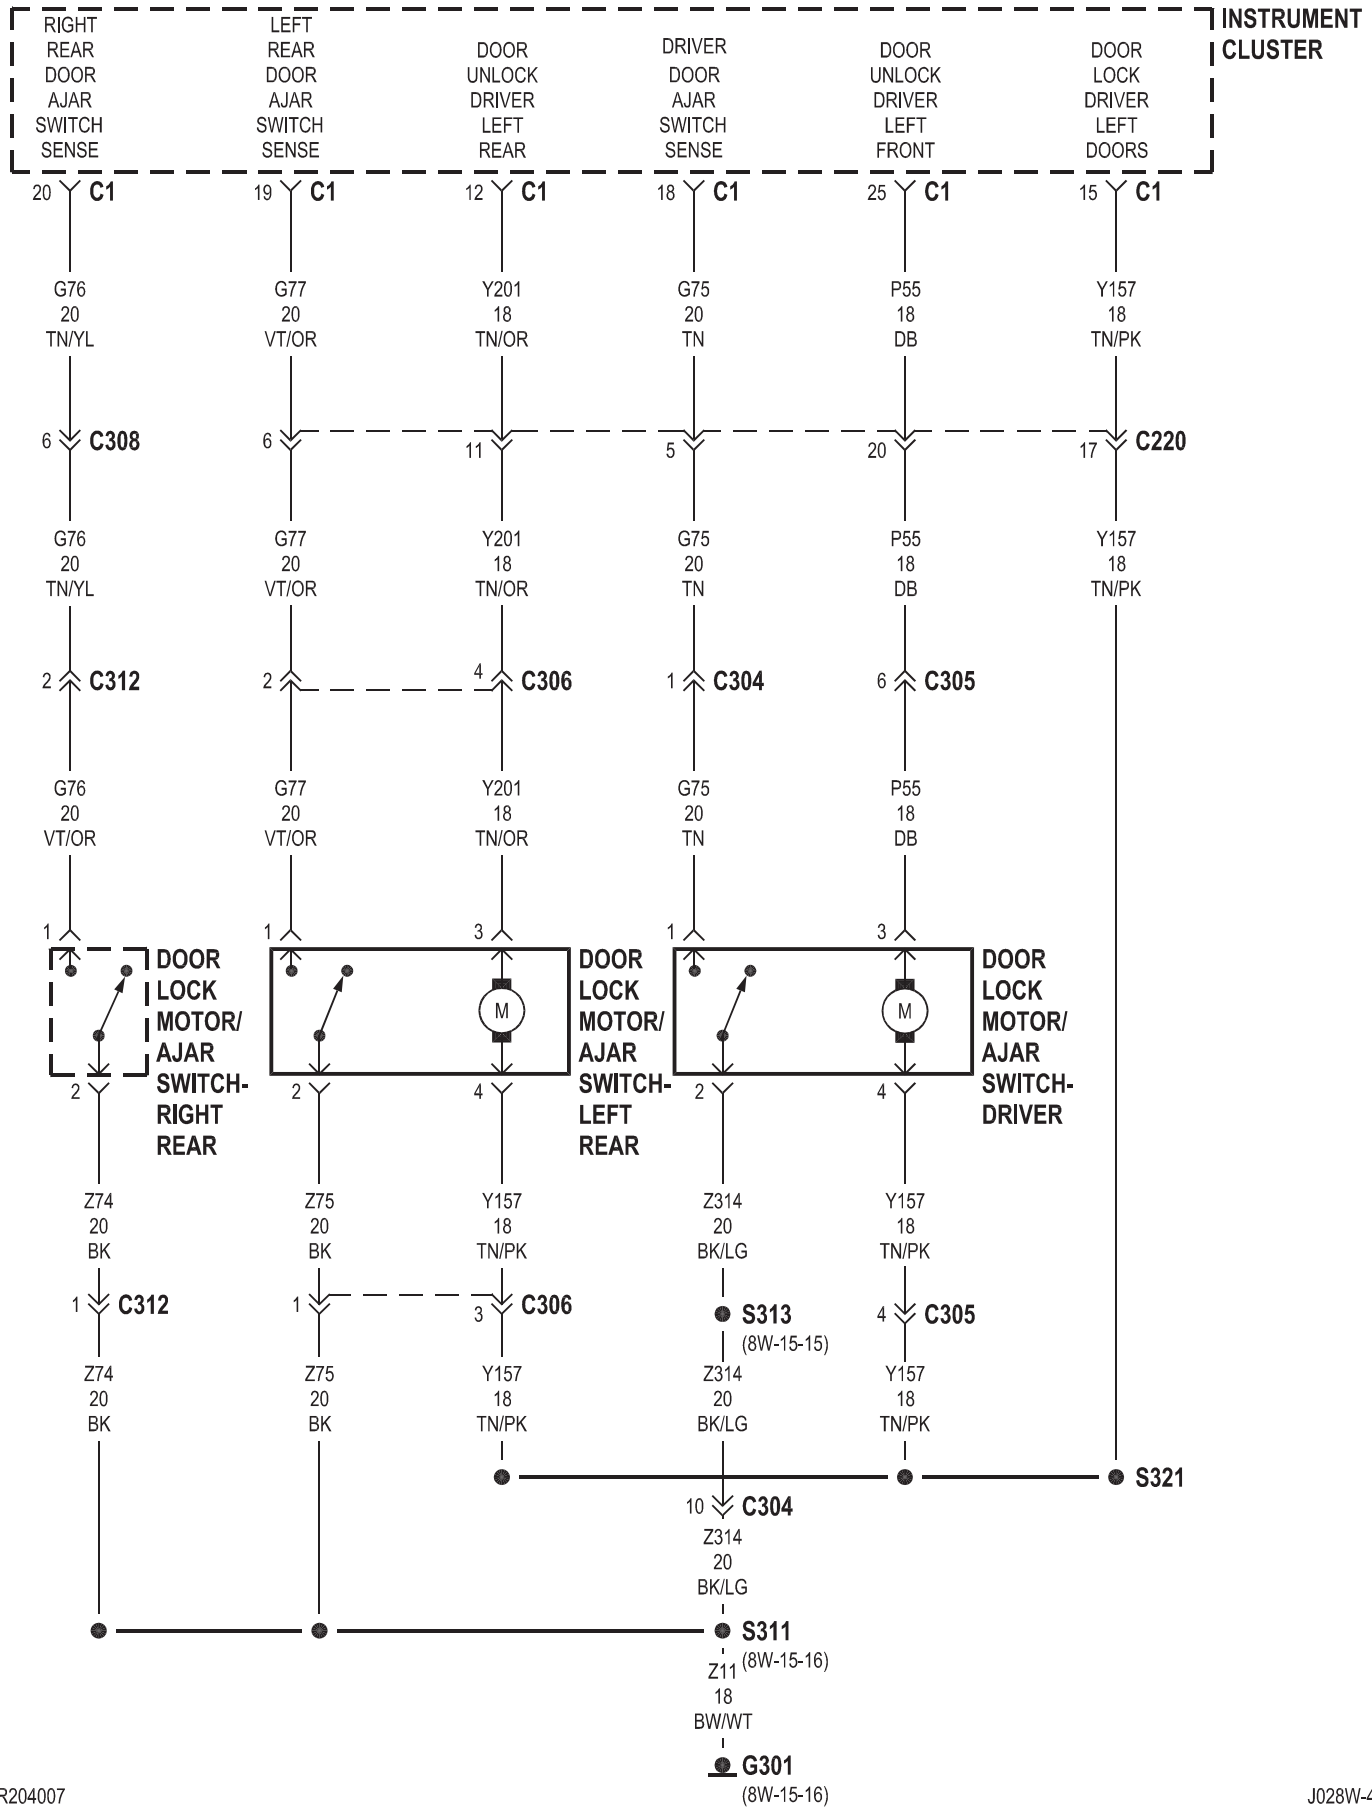 INSTRUMENT
CLUSTER
RIGHT
REAR
DOOR
AJAR
SWITCH
SENSE
LEFT
REAR
DOOR
AJAR
SWITCH
SENSE
DOOR
UNLOCK
DRIVER
LEFT
REAR
DRIVER
DOOR
AJAR
SWITCH
SENSE
DOOR
UNLOCK
DRIVER
LEFT
FRONT
DOOR
LOCK
DRIVER
LEFT
DOORS
20 C1
19 C1
12 C1
18 C1
25 C1
15 C1
G76
20
TN/YL
G77
20
VT/OR
Y201
18
TN/OR
G75
20
TN
P55
18
DB
Y157
18
TN/PK
6 C308
6
11
5
20
17 C220
G76
20
TN/YL
G77
20
VT/OR
Y201
18
TN/OR
G75
20
TN
P55
18
DB
Y157
18
TN/PK
2 C312
2
4 C306
1 C304
6 C305
G76
20
VT/OR
G77
20
VT/OR
Y201
18
TN/OR
G75
20
TN
P55
18
DB
1
1
3
1
3
DOOR
LOCK
MOTOR/
AJAR
SWITCH-
RIGHT
REAR
M
DOOR
LOCK
MOTOR/
AJAR
SWITCH-
LEFT
REAR
M
DOOR
LOCK
MOTOR/
AJAR
SWITCH-
DRIVER
2
2
4
2
4
Z74
20
BK
Z75
20
BK
Y157
18
TN/PK
Z314
20
BK/LG
Y157
18
TN/PK
1 C312
1
3 C306
S313
(8W-15-15)
4 C305
Z74
20
BK
Z75
20
BK
Y157
18
TN/PK
Z314
20
BK/LG
Y157
18
TN/PK
S321
10 C304
Z314
20
BK/LG
S311
(8W-15-16)
Z11
18
BW/WT
G301
(8W-15-16)
R204007
J028W-4